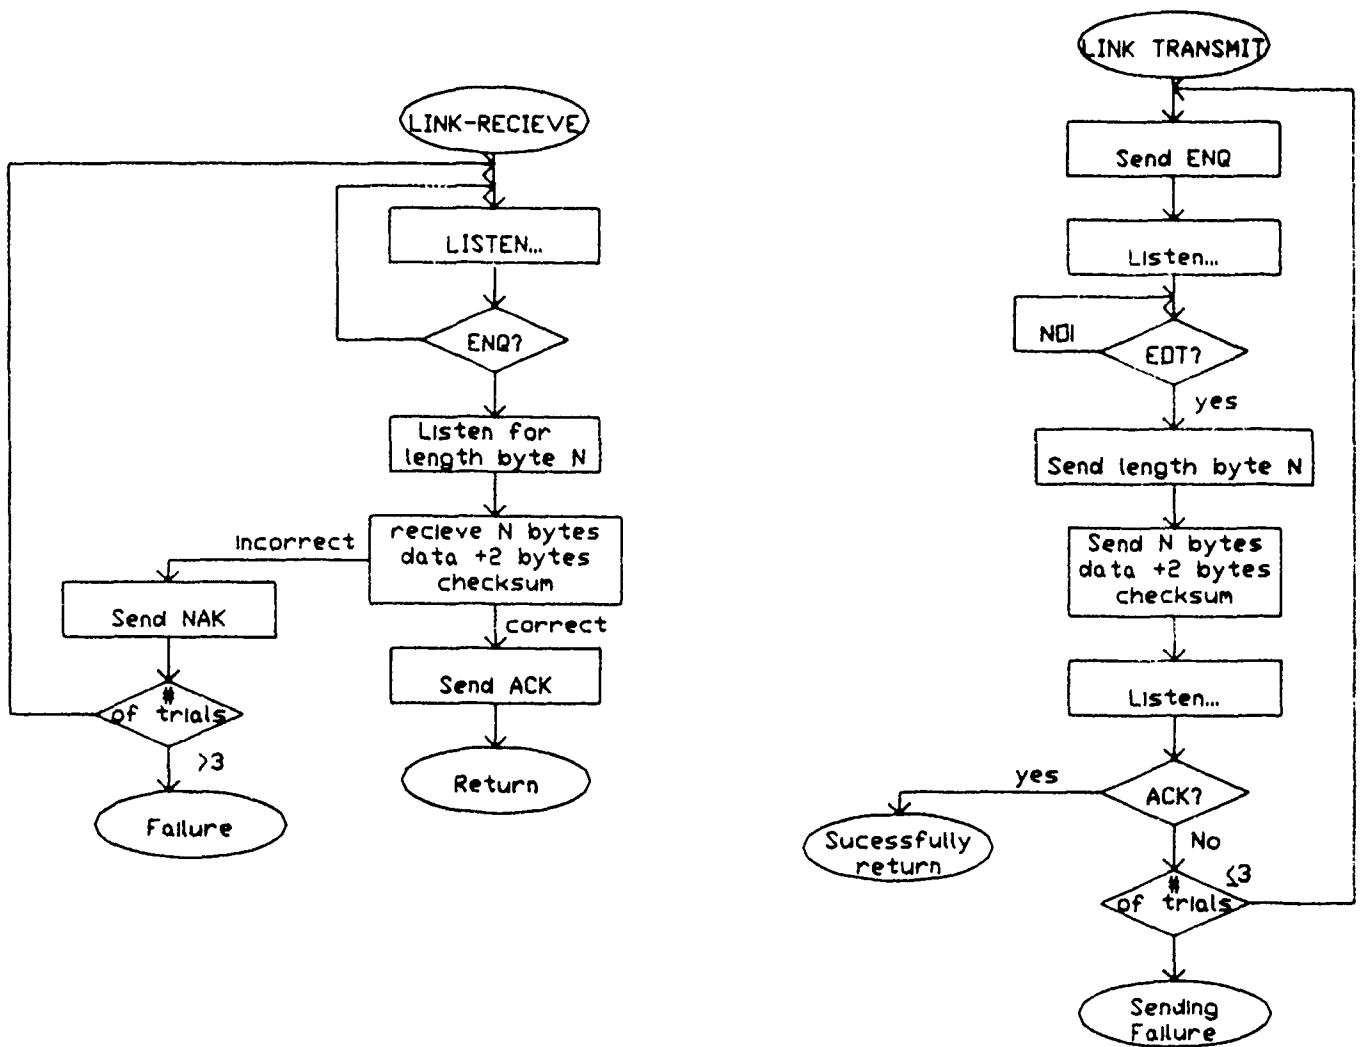 LINK-RECIEVE
LISTEN...
ENQ?
Listen for
length byte N
recieve N bytes
data +2 bytes
checksum
Incorrect
correct
Send NAK
Send ACK
#
of trials
>3
Failure
Return
LINK TRANSMIT
Send ENQ
Listen...
NO!
EOT?
yes
Send length byte N
Send N bytes
data +2 bytes
checksum
Listen...
ACK?
yes
Sucessfully
return
No
#
of trials
≤3
Sending
Failure